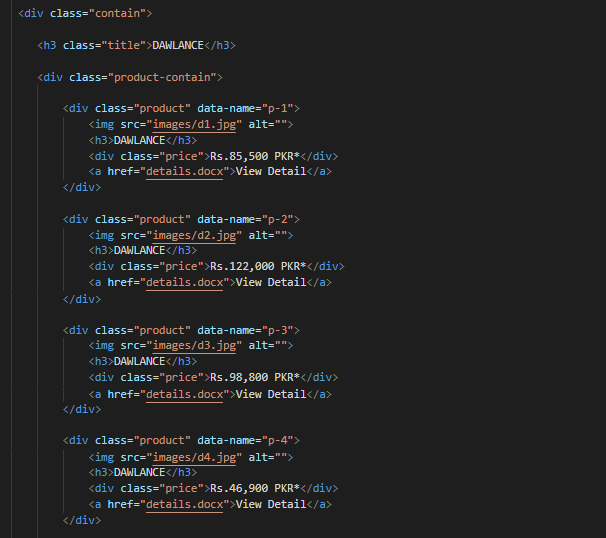 <div class="contain">
<h3 class="title">DAWLANCE</h3>
<div class="product-contain">
<div class="product" data-name="p-1">
<img src="images/d1.jpg" alt="">
<h3>DAWLANCE</h3>
<div class="price">Rs.85,500 PKR*</div>
<a href="details.docx">View Detail</a>
</div>
<div class="product" data-name="p-2">
<img src="images/d2.jpg" alt="">
<h3>DAWLANCE</h3>
<div class="price">Rs.122,000 PKR*</div>
<a href="details.docx">View Detail</a>
</div>
<div class="product" data-name="p-3">
<img src="images/d3.jpg" alt="">
<h3>DAWLANCE</h3>
<div class="price">Rs.98,800 PKR*</div>
<a href="details.docx">View Detail</a>
</div>
<div class="product" data-name="p-4">
<img src="images/d4.jpg" alt="">
<h3>DAWLANCE</h3>
<div class="price">Rs.46,900 PKR*</div>
<a href="details.docx">View Detail</a>
</div>